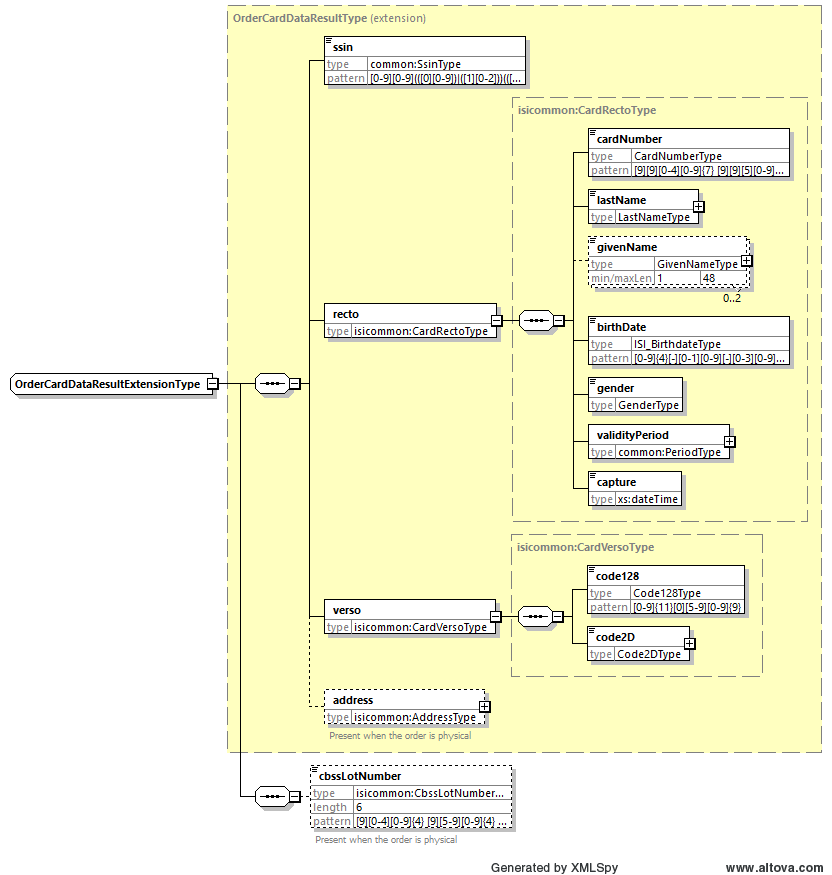 OrderCardDataResultType (extension)
ssin
type common:SsinType
pattern [0-9][0-9](([0][0-9])|([1][0-2]))(([...
isicommon:CardRectoType
cardNumber
type CardNumberType
pattern [9][9][0-4][0-9]{7} [9][9][5][0-9]...
lastName
type LastNameType
givenName
type GivenNameType
min/maxLen 1 48
0..2
recto
type isicommon:CardRectoType
birthDate
type ISI_BirthdateType
pattern [0-9]{4}[-][0-1][0-9][-][0-3][0-9]...
gender
type GenderType
OrderCardDataResultExtensionType
validityPeriod
type common:PeriodType
capture
type xs:dateTime
isicommon:CardVersoType
code128
type Code128Type
pattern [0-9]{11}[0][5-9][0-9]{9}
verso
type isicommon:CardVersoType
code2D
type Code2DType
address
type isicommon:AddressType
Present when the order is physical
cbssLotNumber
type isicommon:CbssLotNumber...
length 6
pattern [9][0-4][0-9]{4} [9][5-9][0-9]{4} ...
Present when the order is physical
Generated by XMLSpy www.altova.com